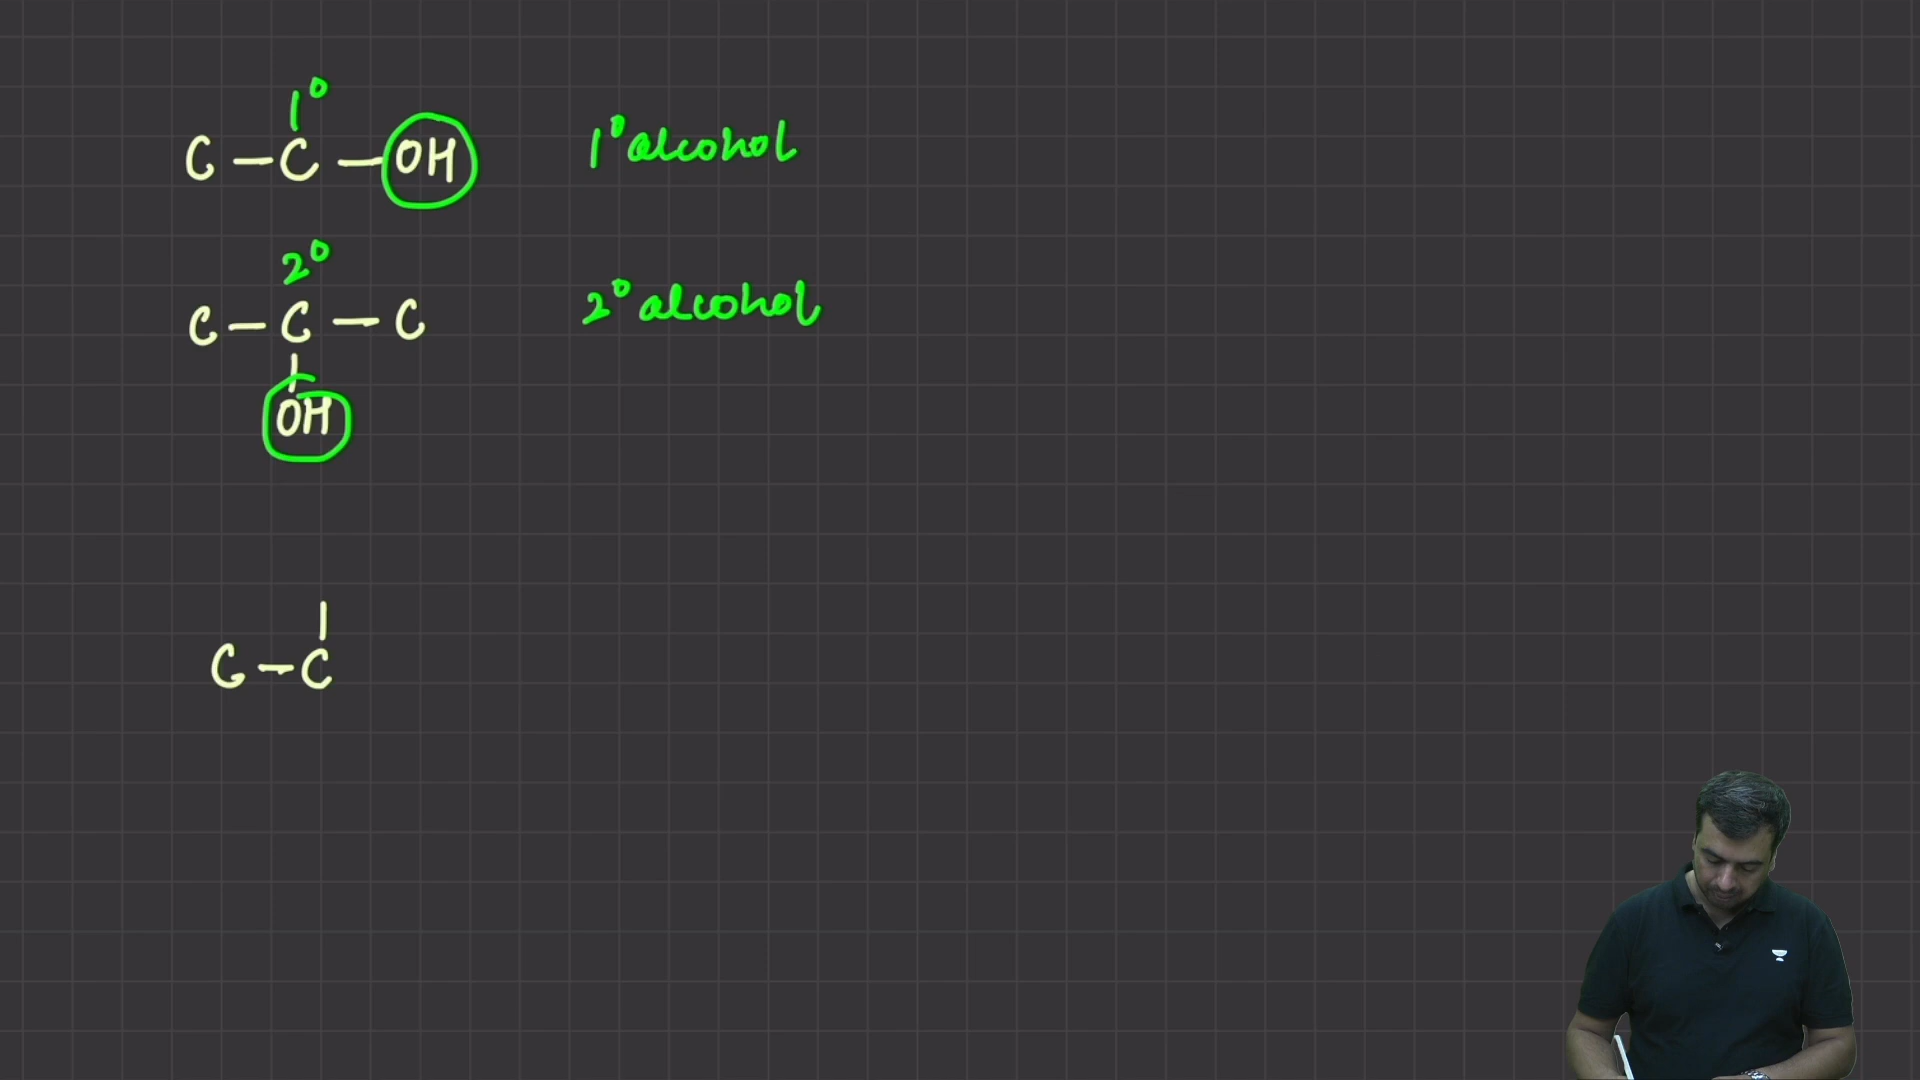 1°
C – C – OH 1° alcohol
2°
C – C – C 2° alcohol
|
OH
|
C – C